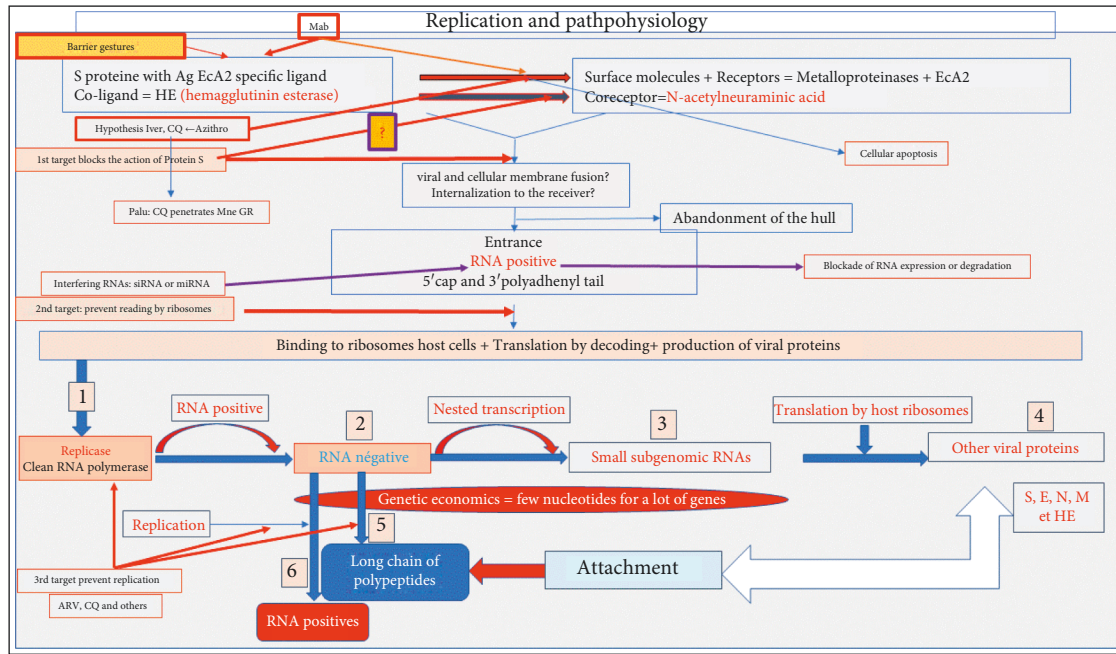 Replication and pathpohysiology
Mab
Barrier gestures
S proteine with Ag EcA2 specific ligand
Co-ligand = HE (hemagglutinin esterase)
Surface molecules + Receptors = Metalloproteinases + EcA2
Coreceptor=N-acetylneuraminic acid
Hypothesis Iver, CQ ←Azithro
?
1st target blocks the action of Protein S
Cellular apoptosis
viral and cellular membrane fusion?
Internalization to the receiver?
Palu: CQ penetrates Mne GR
Abandonment of the hull
Entrance
RNA positive
5′cap and 3′polyadhenyl tail
Interfering RNAs: siRNA or miRNA
Blockade of RNA expression or degradation
2nd target: prevent reading by ribosomes
Binding to ribosomes host cells + Translation by decoding+ production of viral proteins
1
RNA positive
2
Nested transcription
3
Translation by host ribosomes
4
Replicase
Clean RNA polymerase
RNA négative
Small subgenomic RNAs
Other viral proteins
Genetic economics = few nucleotides for a lot of genes
S, E, N, M
et HE
Replication
5
6
Long chain of
polypeptides
Attachment
3rd target prevent replication
ARV, CQ and others
RNA positives